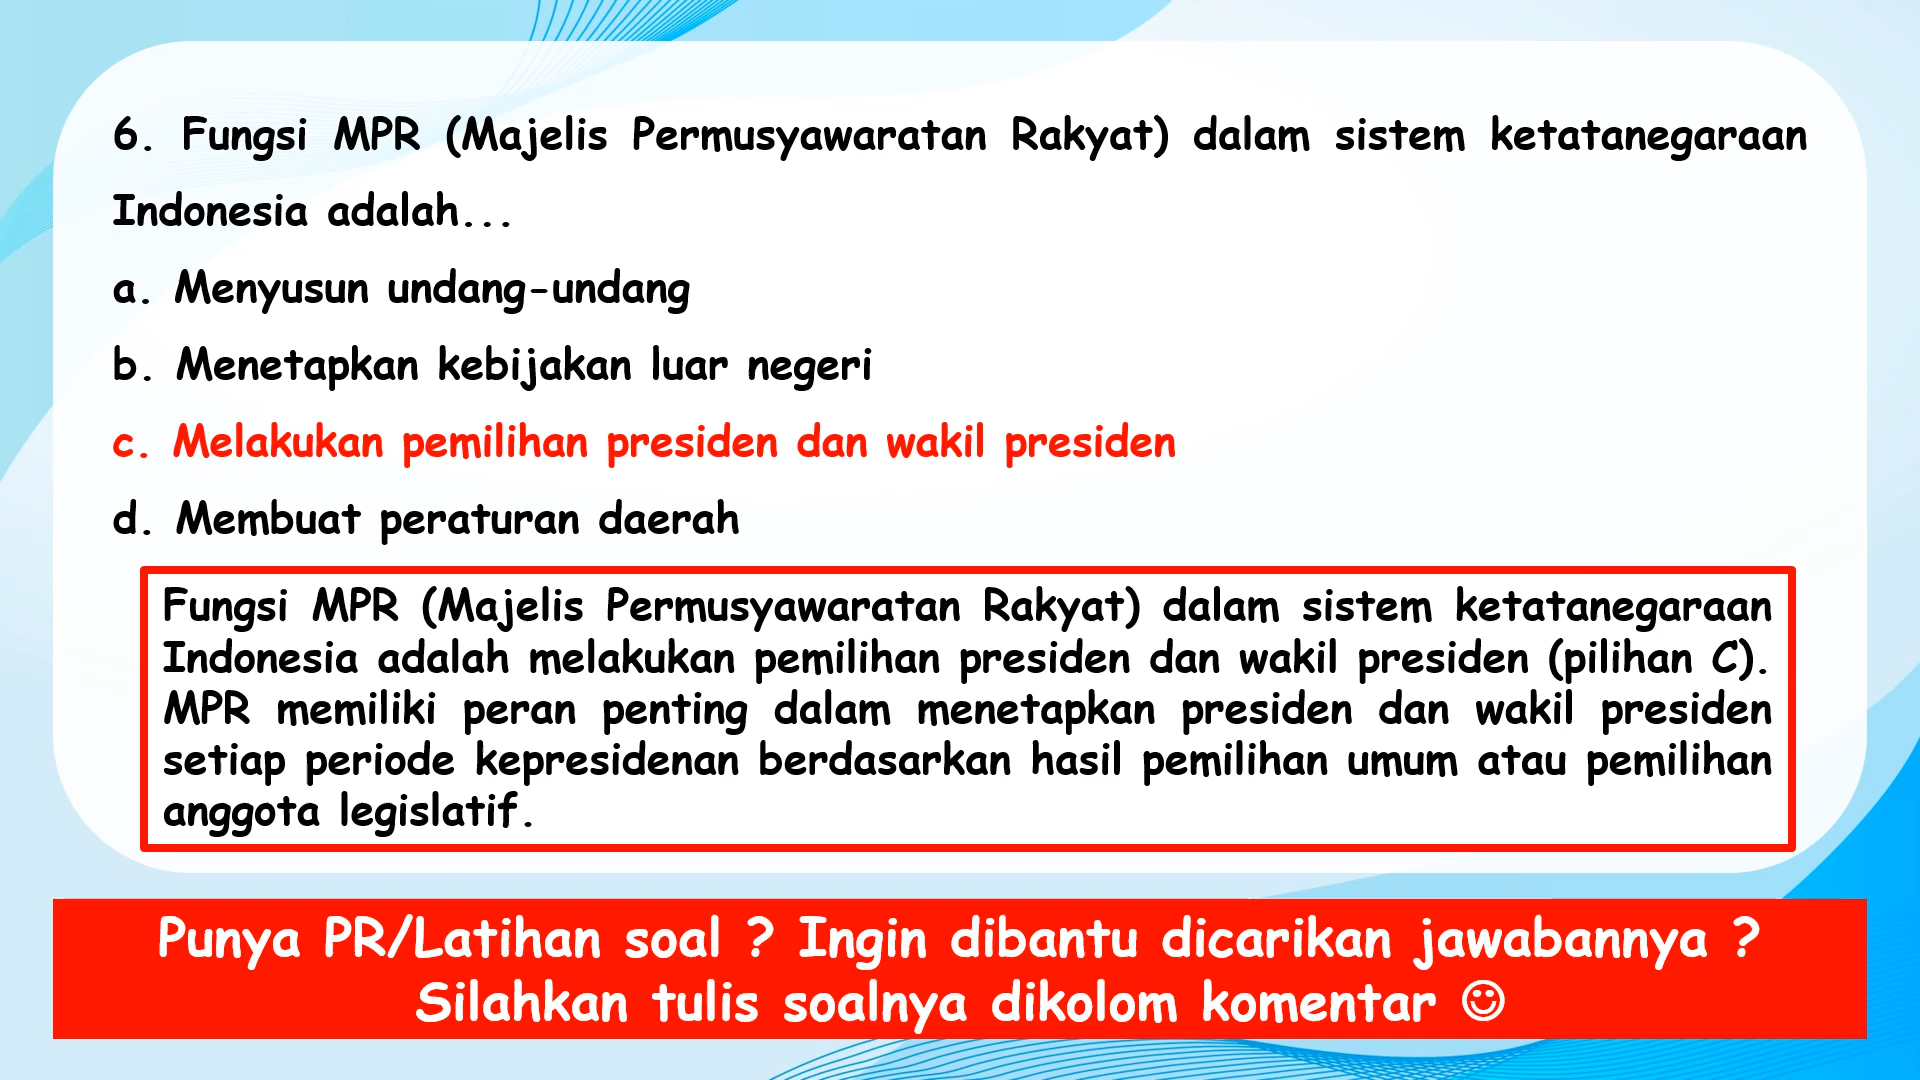 6. Fungsi MPR (Majelis Permusyawaratan Rakyat) dalam sistem ketatanegaraan
Indonesia adalah...
a. Menyusun undang-undang
b. Menetapkan kebijakan luar negeri
c. Melakukan pemilihan presiden dan wakil presiden
d. Membuat peraturan daerah
Fungsi MPR (Majelis Permusyawaratan Rakyat) dalam sistem ketatanegaraan
Indonesia adalah melakukan pemilihan presiden dan wakil presiden (pilihan C).
MPR memiliki peran penting dalam menetapkan presiden dan wakil presiden
setiap periode kepresidenan berdasarkan hasil pemilihan umum atau pemilihan
anggota legislatif.
Punya PR/Latihan soal ? Ingin dibantu dicarikan jawabannya ?
Silahkan tulis soalnya dikolom komentar ☺